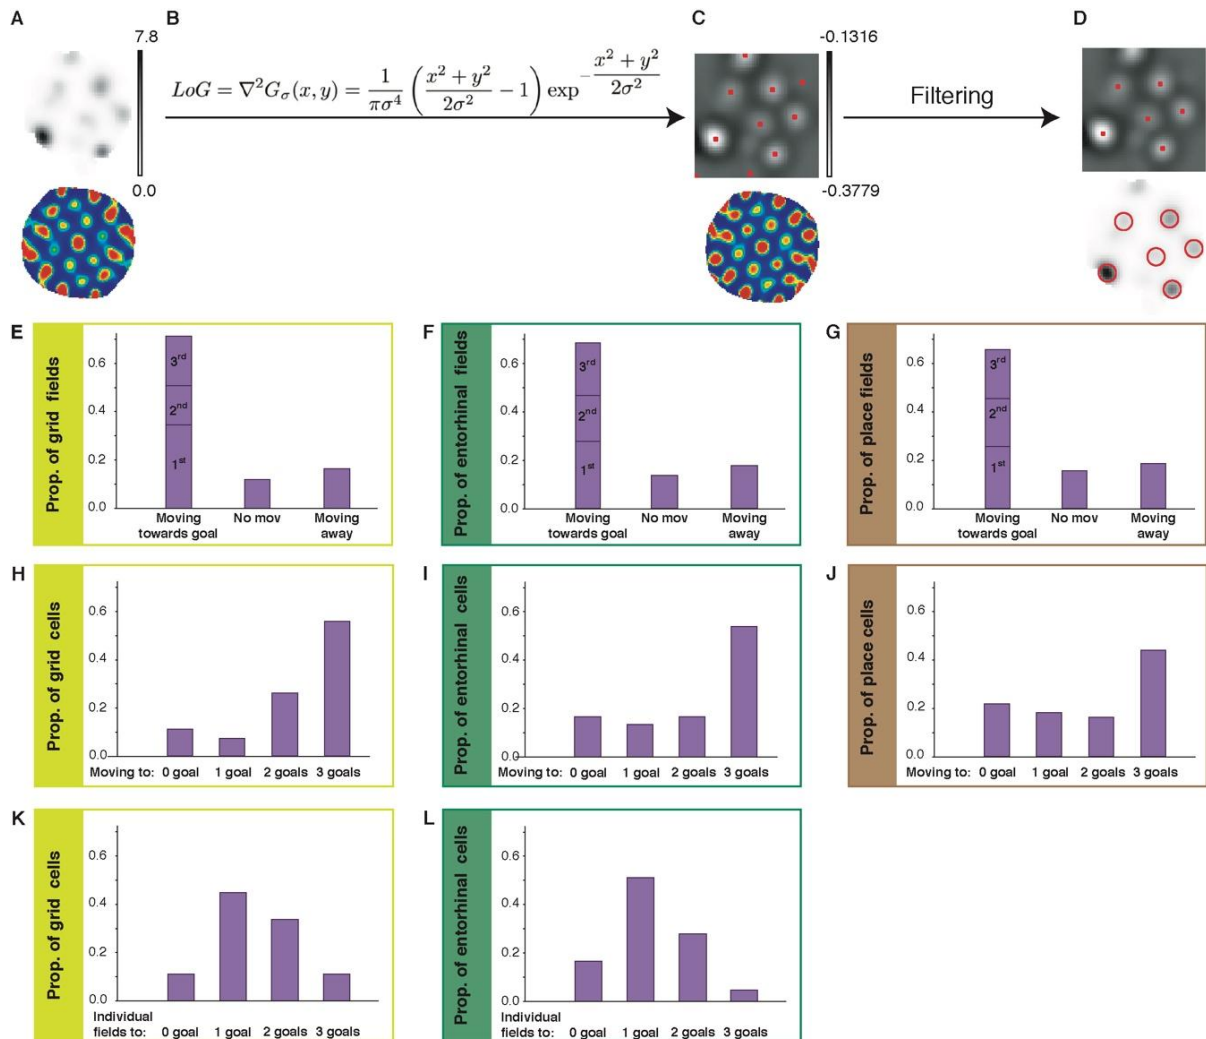 A
B
C
D
7.8
0.0
LoG = ∇²G_σ(x, y) = 1/πσ⁴ (x² + y²/2σ² − 1) exp^−x² + y²/2σ²
-0.1316
-0.3779
Filtering
E
Prop. of grid fields
0.6
0.4
0.2
0.0
3rd
2nd
1st
Moving
towards goal
No mov
Moving
away
F
Prop. of entorhinal fields
0.6
0.4
0.2
0.0
3rd
2nd
1st
Moving
towards goal
No mov
Moving
away
G
Prop. of place fields
0.6
0.4
0.2
0.0
3rd
2nd
1st
Moving
towards goal
No mov
Moving
away
H
Prop. of grid cells
0.6
0.4
0.2
0.0
Moving to: 0 goal 1 goal 2 goals 3 goals
I
Prop. of entorhinal cells
0.6
0.4
0.2
0.0
Moving to: 0 goal 1 goal 2 goals 3 goals
J
Prop. of place cells
0.6
0.4
0.2
0.0
Moving to: 0 goal 1 goal 2 goals 3 goals
K
Prop. of grid cells
0.6
0.4
0.2
0.0
Individual
fields to: 0 goal 1 goal 2 goals 3 goals
L
Prop. of entorhinal cells
0.6
0.4
0.2
0.0
Individual
fields to: 0 goal 1 goal 2 goals 3 goals